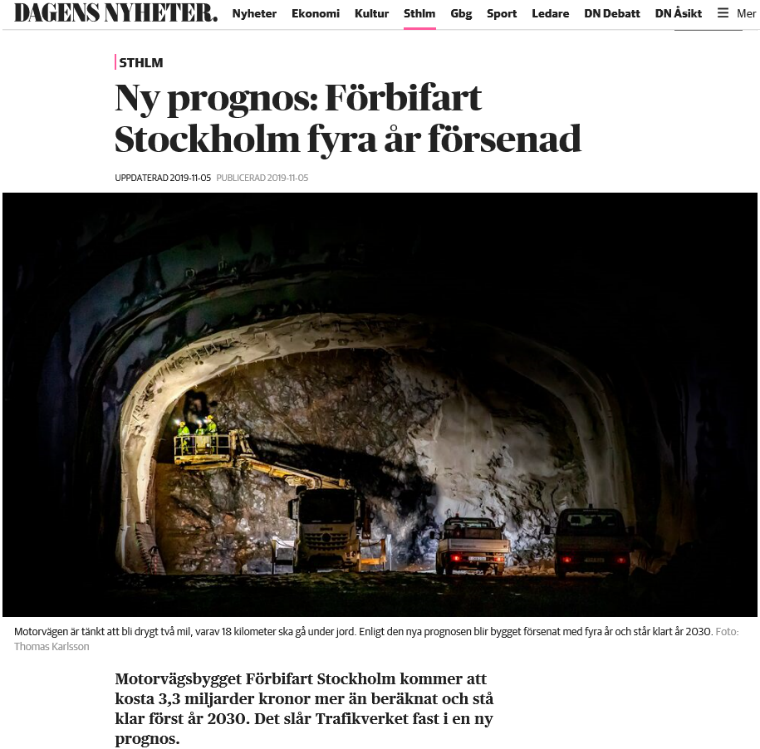 DAGENS NYHETER. Nyheter Ekonomi Kultur Sthlm Gbg Sport Ledare DN Debatt DN Åsikt Mer
STHLM
Ny prognos: Förbifart
Stockholm fyra år försenad
UPPDATERAD 2019-11-05 PUBLICERAD 2019-11-05
Motorvägen är tänkt att bli drygt två mil, varav 18 kilometer ska gå under jord. Enligt den nya prognosen blir bygget försenat med fyra år och står klart år 2030. Foto:
Thomas Karlsson
Motorvägsbygget Förbifart Stockholm kommer att
kosta 3,3 miljarder kronor mer än beräknat och stå
klar först år 2030. Det slår Trafikverket fast i en ny
prognos.